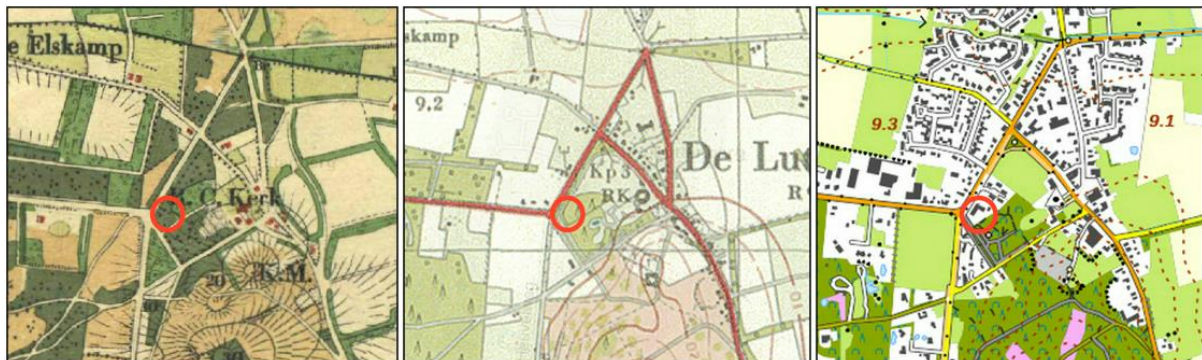 e Elskamp
R.C. Kerk
20
K.M.
skamp
9,2
De Lu
Kp 3
RK
R
9.3
9.1